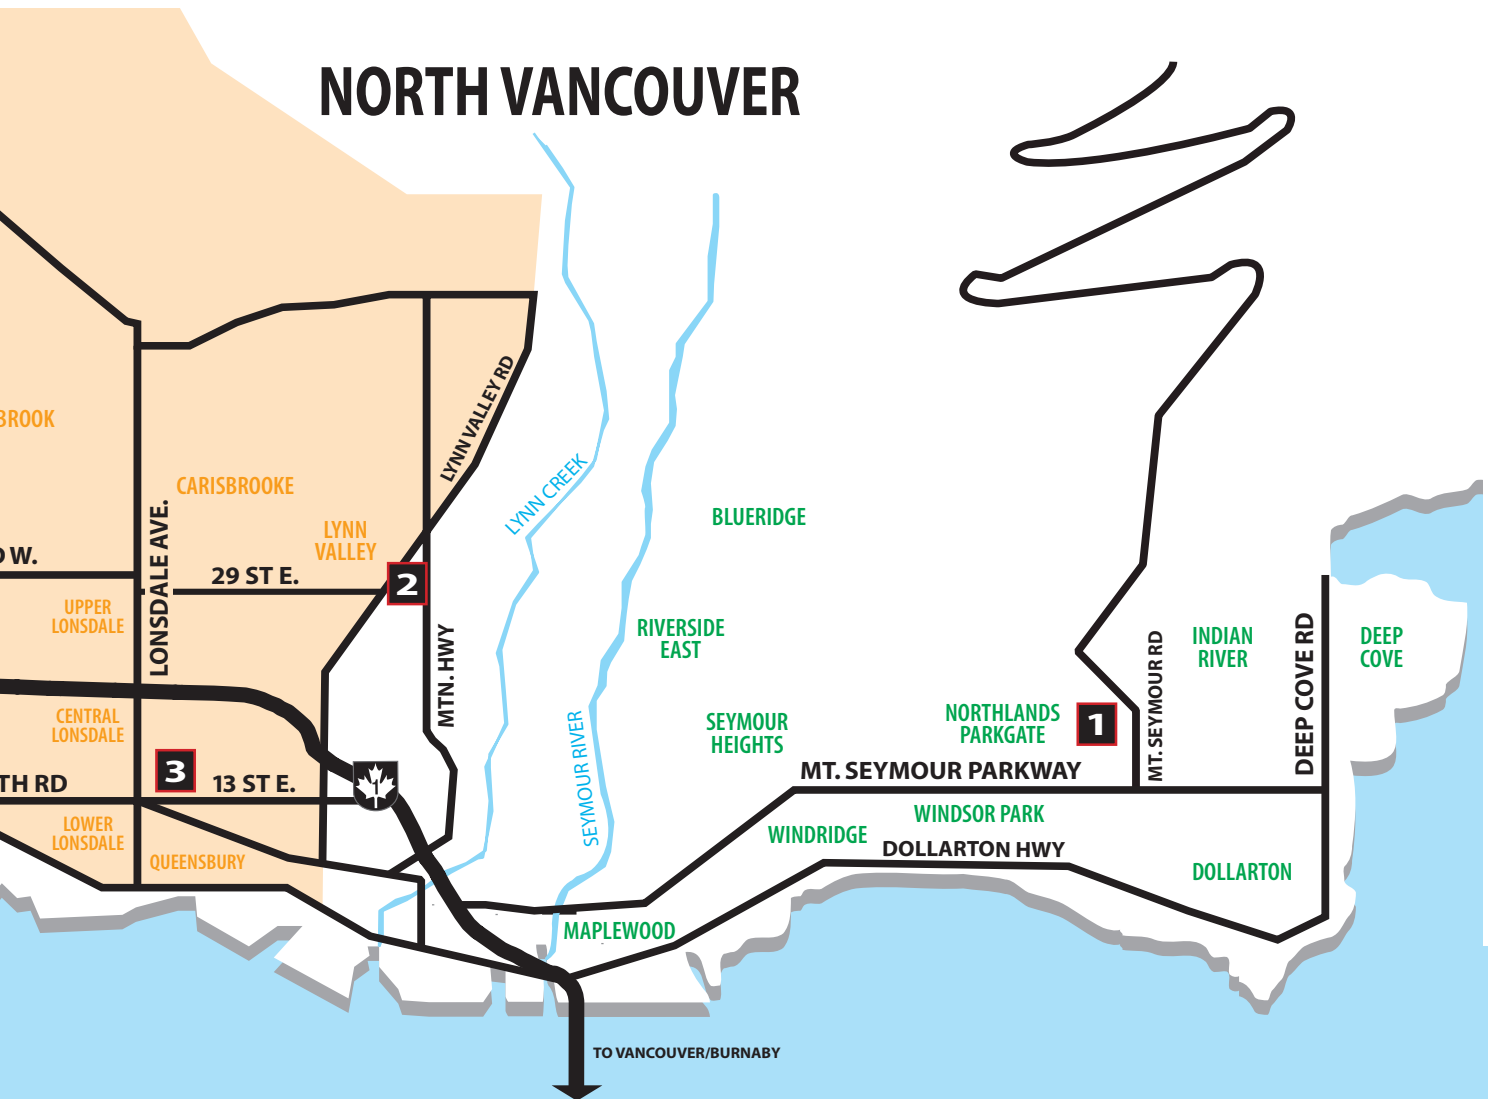 NORTH VANCOUVER
LYNN VALLEY RD
BROOK
CARISBROOKE
LYNN CREEK
BLUERIDGE
LYNN
VALLEY
LONSDALE AVE.
W.
29 ST E.
2
UPPER
LONSDALE
RIVERSIDE
EAST
MTN. HWY
MT. SEYMOUR RD
INDIAN
RIVER
DEEP COVE RD
DEEP
COVE
CENTRAL
LONSDALE
SEYMOUR RIVER
SEYMOUR
HEIGHTS
NORTHLANDS
PARKGATE
1
3
TH RD
13 ST E.
1
MT. SEYMOUR PARKWAY
WINDSOR PARK
LOWER
LONSDALE
WINDRIDGE
DOLLARTON HWY
QUEENSBURY
DOLLARTON
MAPLEWOOD
TO VANCOUVER/BURNABY